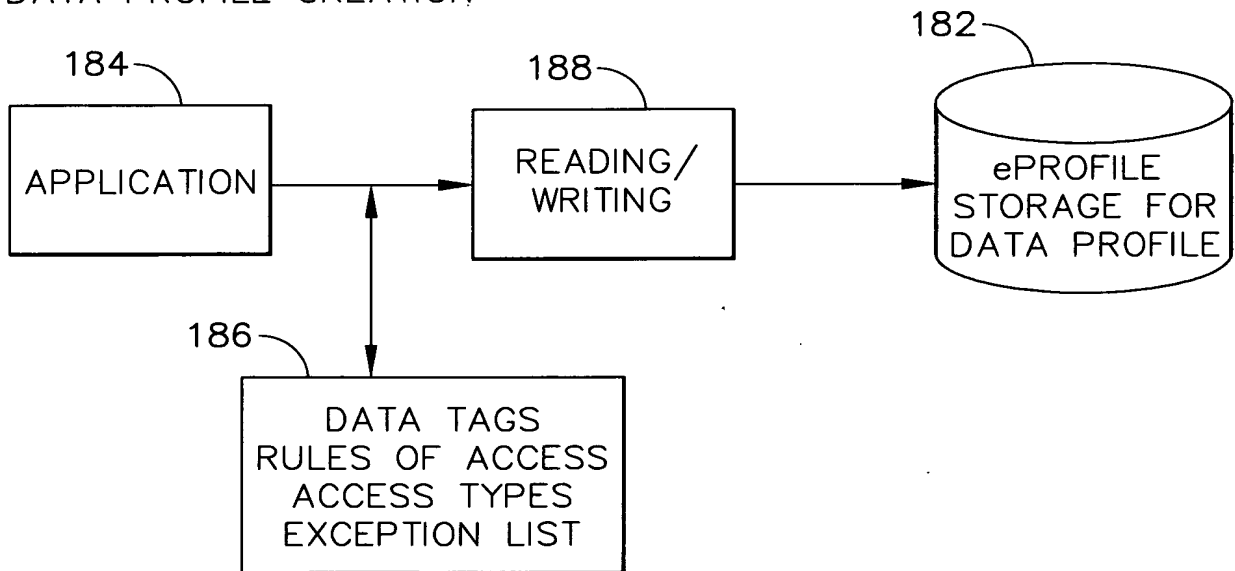 DATA PROFILE CREATION
182
184
188
APPLICATION
READING/
WRITING
ePROFILE
STORAGE FOR
DATA PROFILE
186
DATA TAGS
RULES OF ACCESS
ACCESS TYPES
EXCEPTION LIST